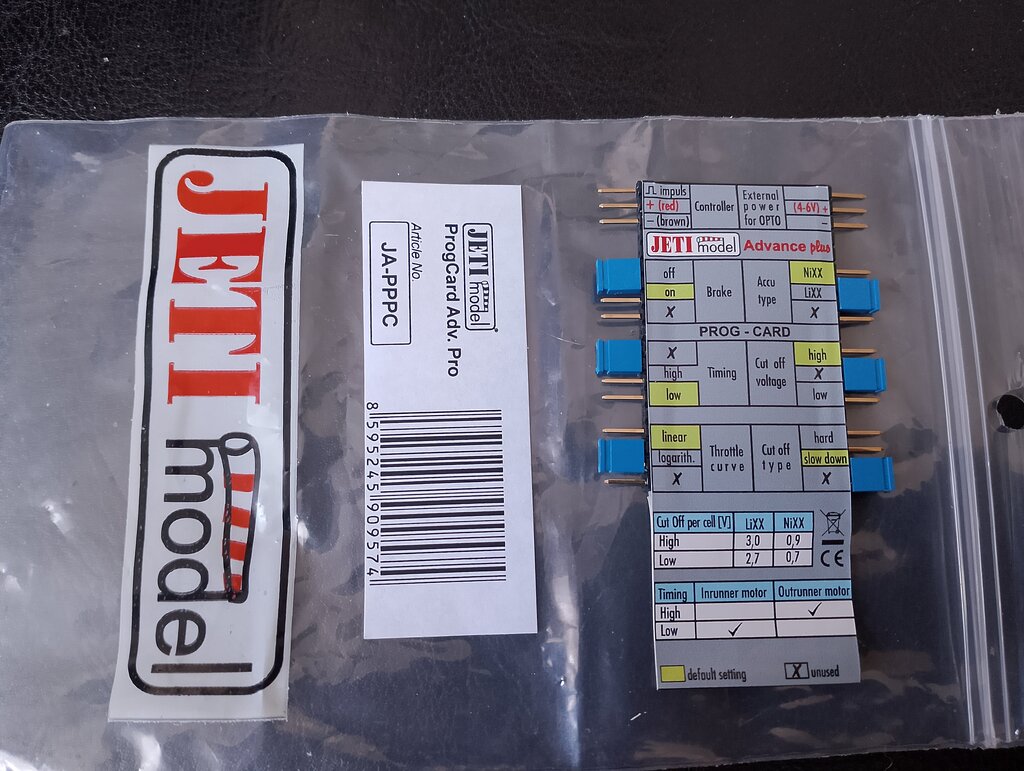 JETI model
JETI model
®
ProgCard Adv. Pro
Article No.
JA-PPPC
8595245909574
impuls
+ (red)
– (brown)
Controller
External power for OPTO
(4-6V) +
–
JETI model Advance plus
off
on
X
Brake
Accu type
NiXX
LiXX
X
PROG - CARD
X
high
low
Timing
Cut off voltage
high
X
low
linear
logarith.
X
Throttle curve
Cut off type
hard
slow down
X
Cut Off per cell [V] LiXX NiXX
High 3,0 0,9
Low 2,7 0,7
CE
Timing Inrunner motor Outrunner motor
High ✓
Low ✓
default setting X unused